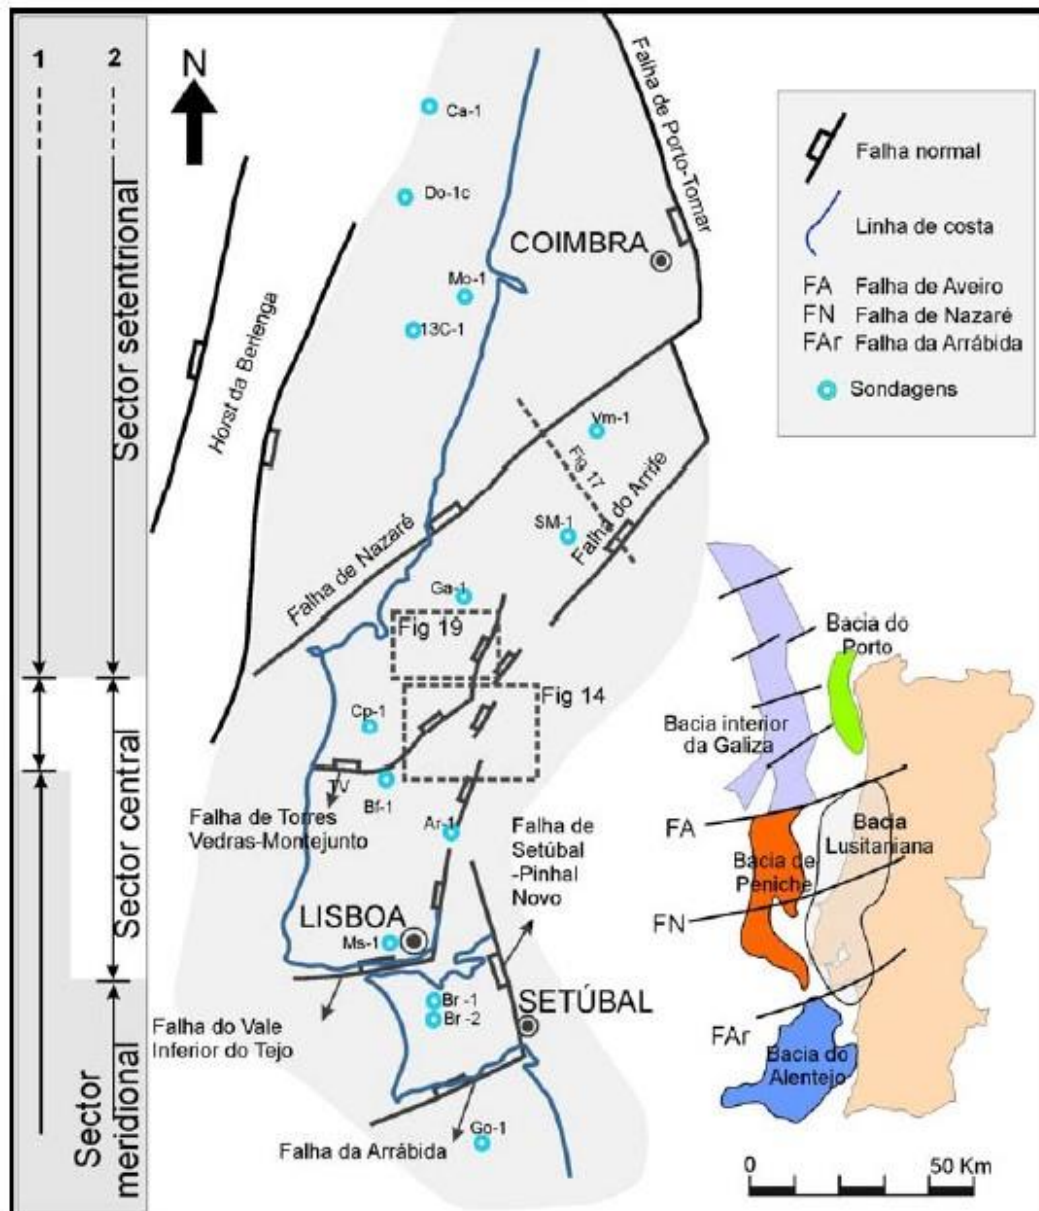 1
2
N
Sector setentrional
Sector central
Sector
meridional
Horst da Berlenga
Ca-1
Do-1c
Mo-1
13C-1
COIMBRA
Falha de Porto-Tomar
Vm-1
Fig 17
SM-1
Falha do Arrife
Falha de Nazaré
Ga-1
Fig 19
Fig 14
Cp-1
TV
Bf-1
Falha de Torres
Vedras-Montejunto
Ar-1
Falha de
Setúbal
-Pinhal
Novo
LISBOA
Ms-1
Br -1
Br -2
SETÚBAL
Falha do Vale
Inferior do Tejo
Falha da Arrábida
Go-1
Falha normal
Linha de costa
FA Falha de Aveiro
FN Falha de Nazaré
FAr Falha da Arrábida
Sondagens
Bacia do
Porto
Bacia interior
da Galiza
FA
Bacia
Lusitaniana
Bacia de
Peniche
FN
FAr
Bacia do
Alentejo
0 50 Km